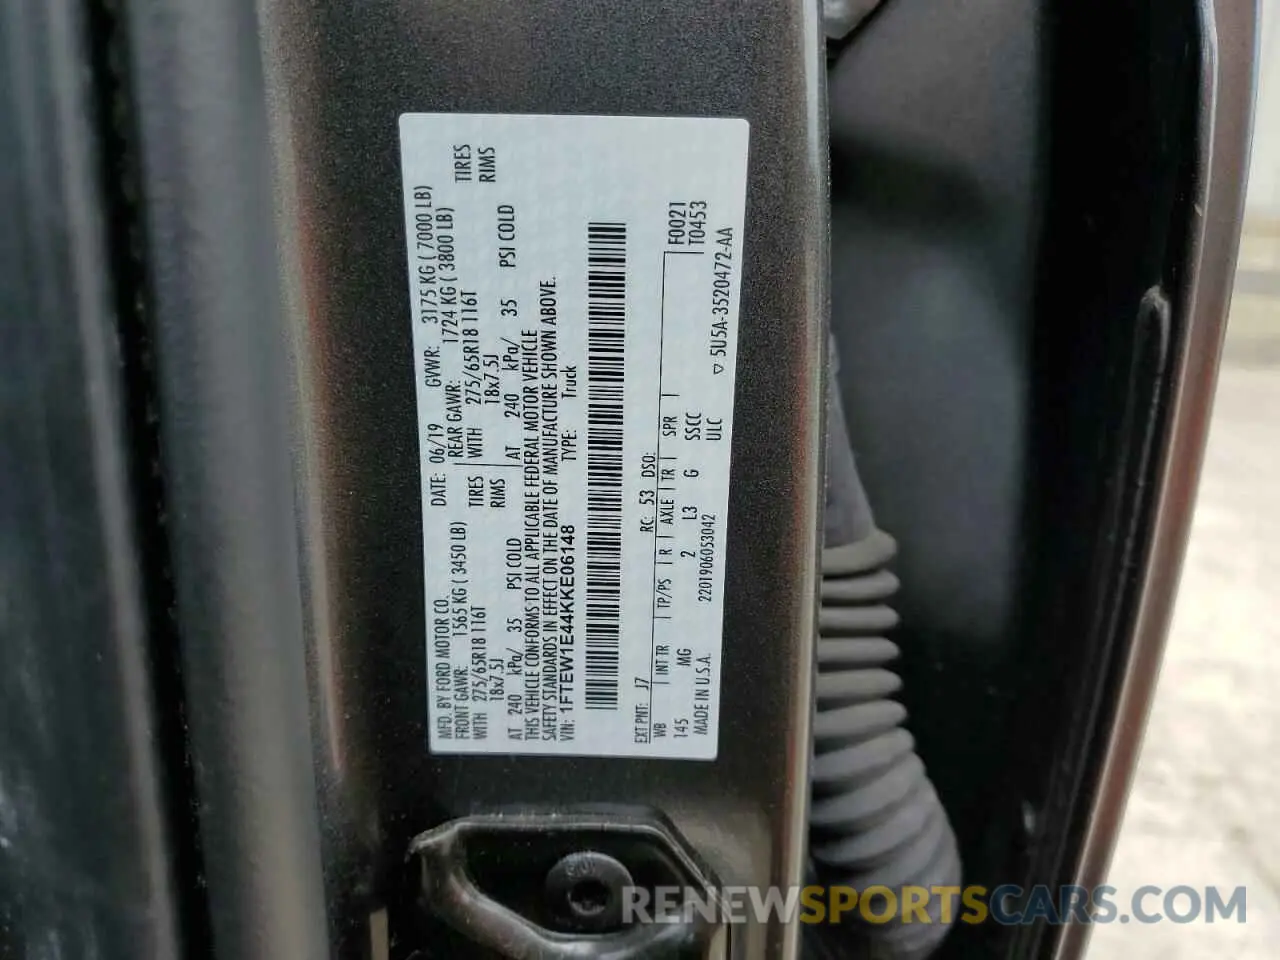 MFD. BY FORD MOTOR CO. DATE: 06/19 GVWR: 3175 KG ( 7000 LB)
FRONT GAWR: 1565 KG ( 3450 LB) REAR GAWR: 1724 KG ( 3800 LB)
WITH 275/65R18 116T TIRES WITH 275/65R18 116T TIRES
18x7.5J RIMS 18x7.5J RIMS
AT 240 kPa/ 35 PSI COLD AT 240 kPa/ 35 PSI COLD
THIS VEHICLE CONFORMS TO ALL APPLICABLE FEDERAL MOTOR VEHICLE
SAFETY STANDARDS IN EFFECT ON THE DATE OF MANUFACTURE SHOWN ABOVE.
VIN: 1FTEW1E44KKE06148 TYPE: Truck
EXT PNT: J7 RC: 53 DSO: F0021
WB INT TR TP/PS R AXLE TR SPR T0453
145 MG 2 L3 G SSCC
MADE IN U.S.A. 2201906053042 ULC ▽ 5U5A-3520472-AA
RENEWSPORTSCARS.COM